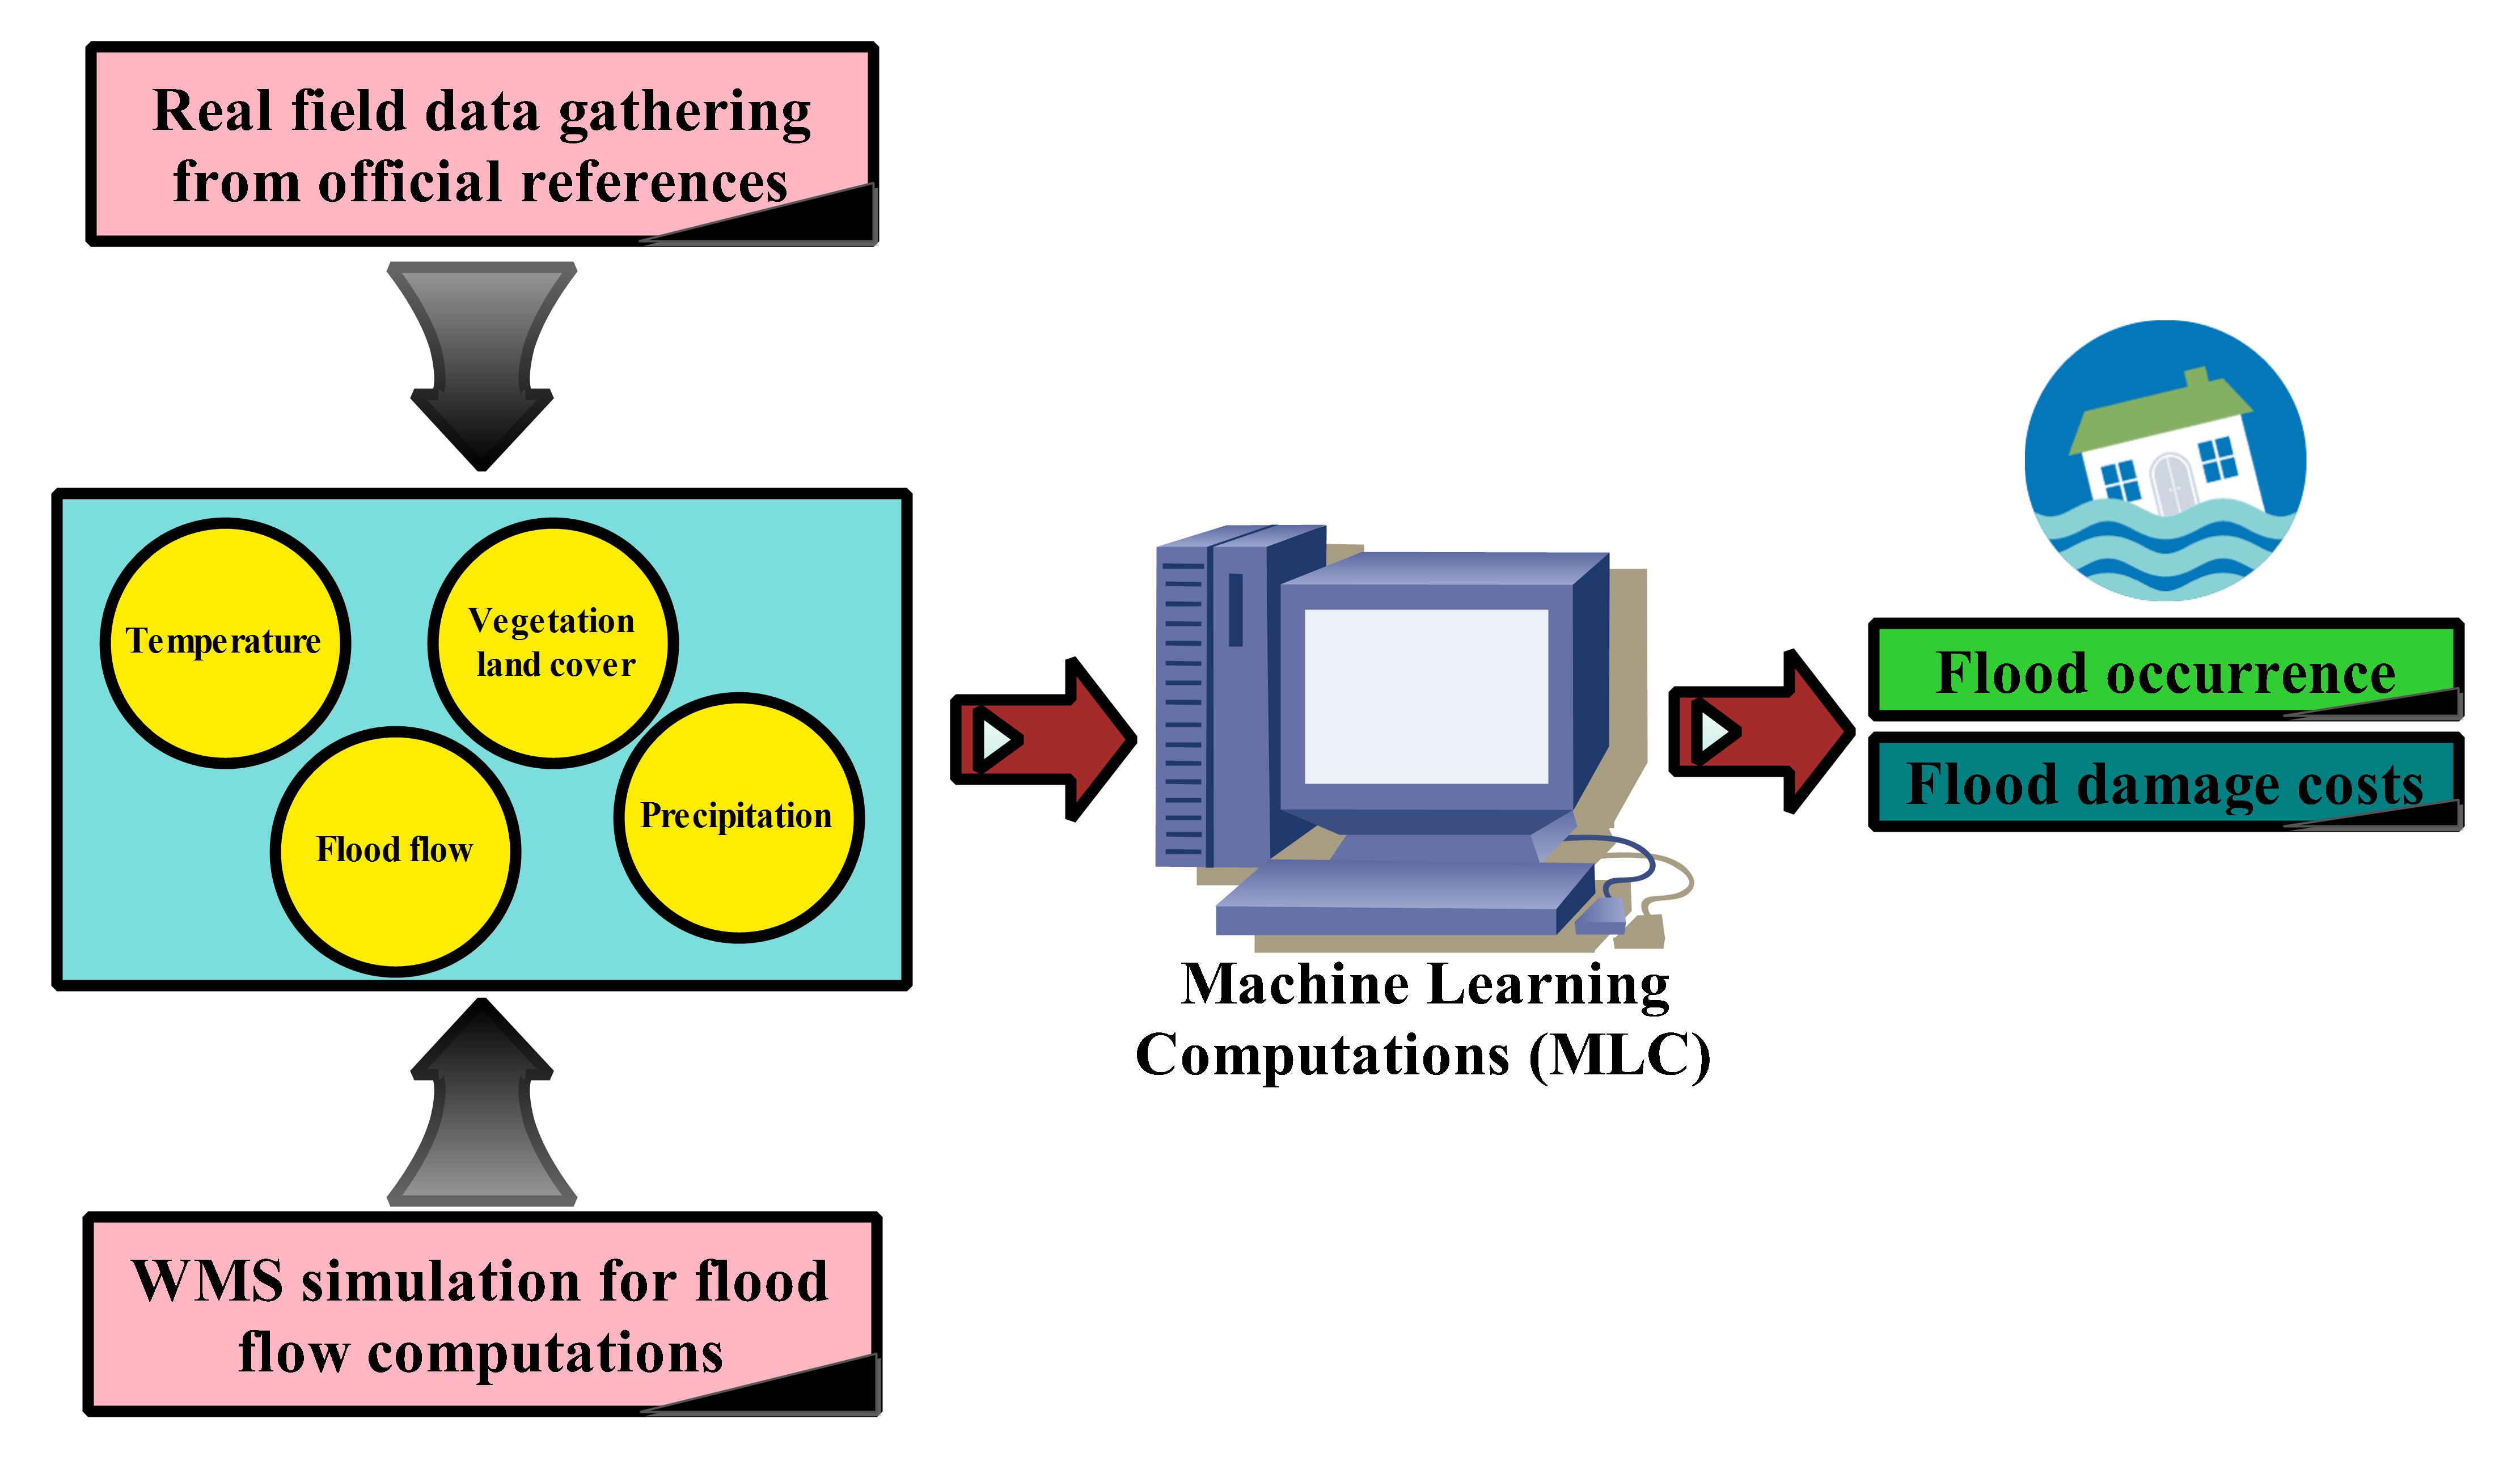 Real field data gathering
from official references
Temperature
Vegetation
land cover
Flood flow
Precipitation
WMS simulation for flood
flow computations
Machine Learning
Computations (MLC)
Flood occurrence
Flood damage costs